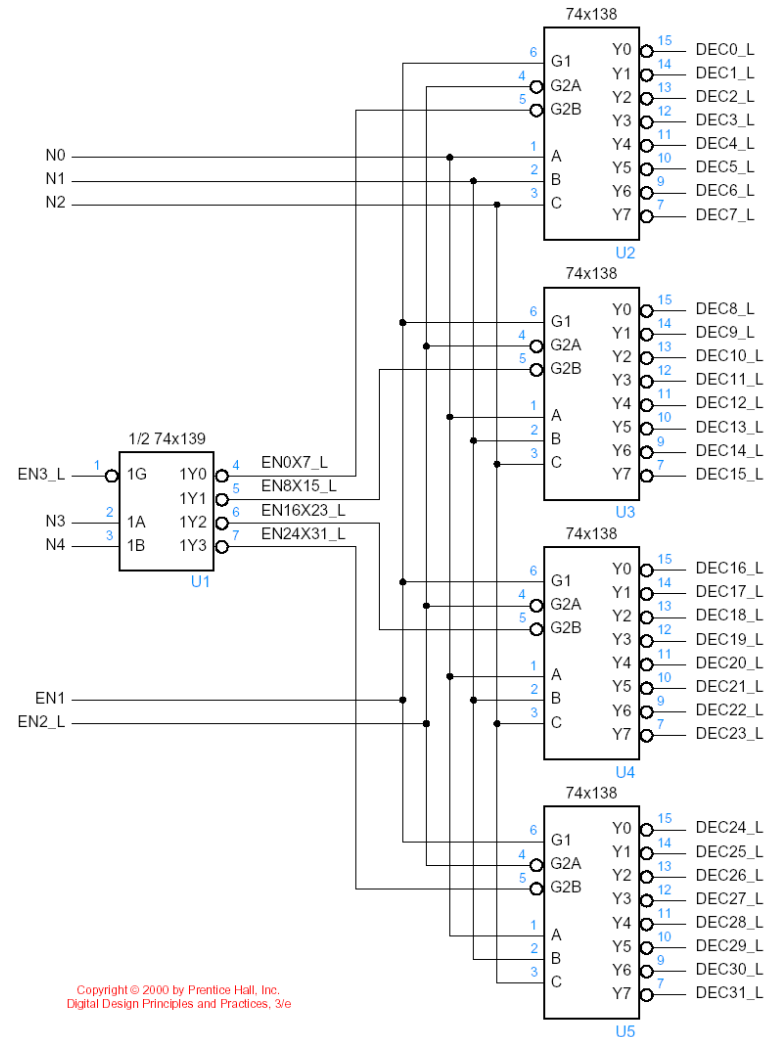 74x138
6 G1
4 G2A
5 G2B
1 A
2 B
3 C
Y0 15 DEC0_L
Y1 14 DEC1_L
Y2 13 DEC2_L
Y3 12 DEC3_L
Y4 11 DEC4_L
Y5 10 DEC5_L
Y6 9 DEC6_L
Y7 7 DEC7_L
U2
N0
N1
N2
74x138
6 G1
4 G2A
5 G2B
1 A
2 B
3 C
Y0 15 DEC8_L
Y1 14 DEC9_L
Y2 13 DEC10_L
Y3 12 DEC11_L
Y4 11 DEC12_L
Y5 10 DEC13_L
Y6 9 DEC14_L
Y7 7 DEC15_L
U3
1/2 74x139
EN3_L 1 1G
N3 2 1A
N4 3 1B
1Y0 4 EN0X7_L
1Y1 5 EN8X15_L
1Y2 6 EN16X23_L
1Y3 7 EN24X31_L
U1
74x138
6 G1
4 G2A
5 G2B
1 A
2 B
3 C
Y0 15 DEC16_L
Y1 14 DEC17_L
Y2 13 DEC18_L
Y3 12 DEC19_L
Y4 11 DEC20_L
Y5 10 DEC21_L
Y6 9 DEC22_L
Y7 7 DEC23_L
U4
EN1
EN2_L
74x138
6 G1
4 G2A
5 G2B
1 A
2 B
3 C
Y0 15 DEC24_L
Y1 14 DEC25_L
Y2 13 DEC26_L
Y3 12 DEC27_L
Y4 11 DEC28_L
Y5 10 DEC29_L
Y6 9 DEC30_L
Y7 7 DEC31_L
U5
Copyright © 2000 by Prentice Hall, Inc.
Digital Design Principles and Practices, 3/e